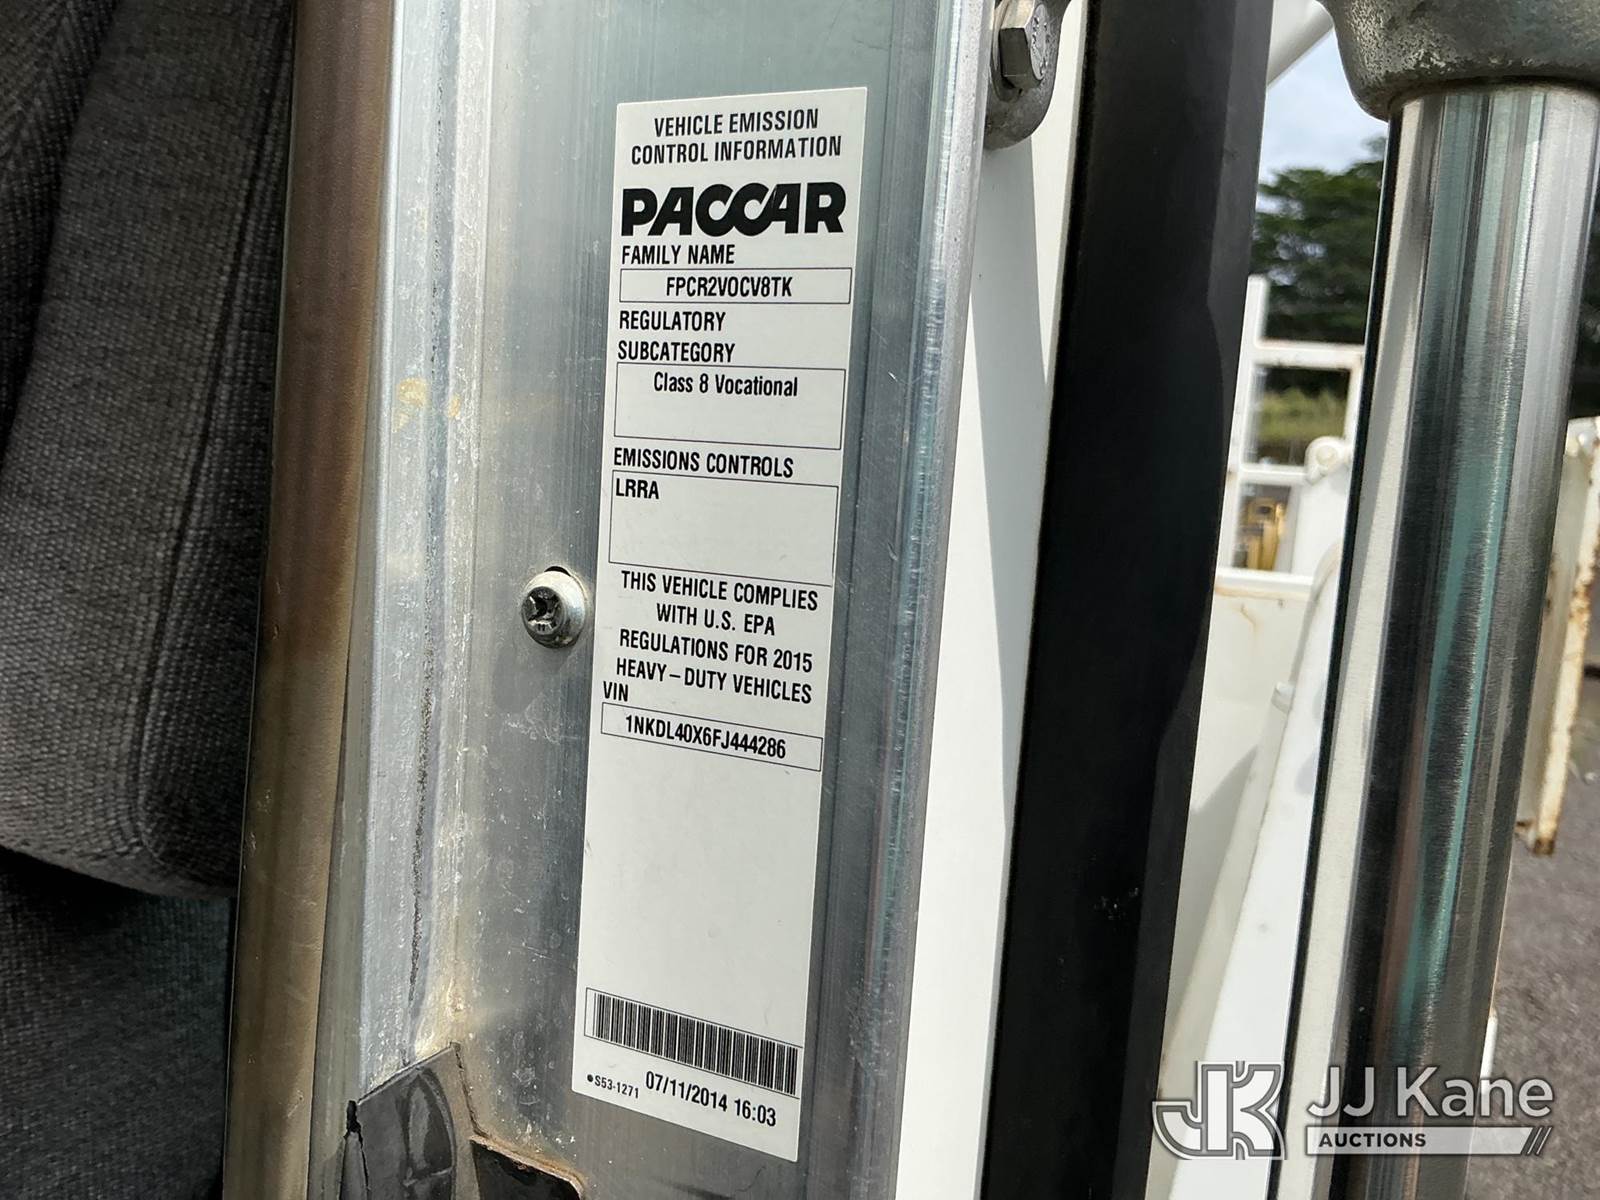 VEHICLE EMISSION
CONTROL INFORMATION
PACCAR
FAMILY NAME
FPCR2VOCV8TK
REGULATORY
SUBCATEGORY
Class 8 Vocational
EMISSIONS CONTROLS
LRRA
THIS VEHICLE COMPLIES
WITH U.S. EPA
REGULATIONS FOR 2015
HEAVY-DUTY VEHICLES
VIN
1NKDL40X6FJ444286
●S53-1271 07/11/2014 16:03
JK JJ Kane
AUCTIONS